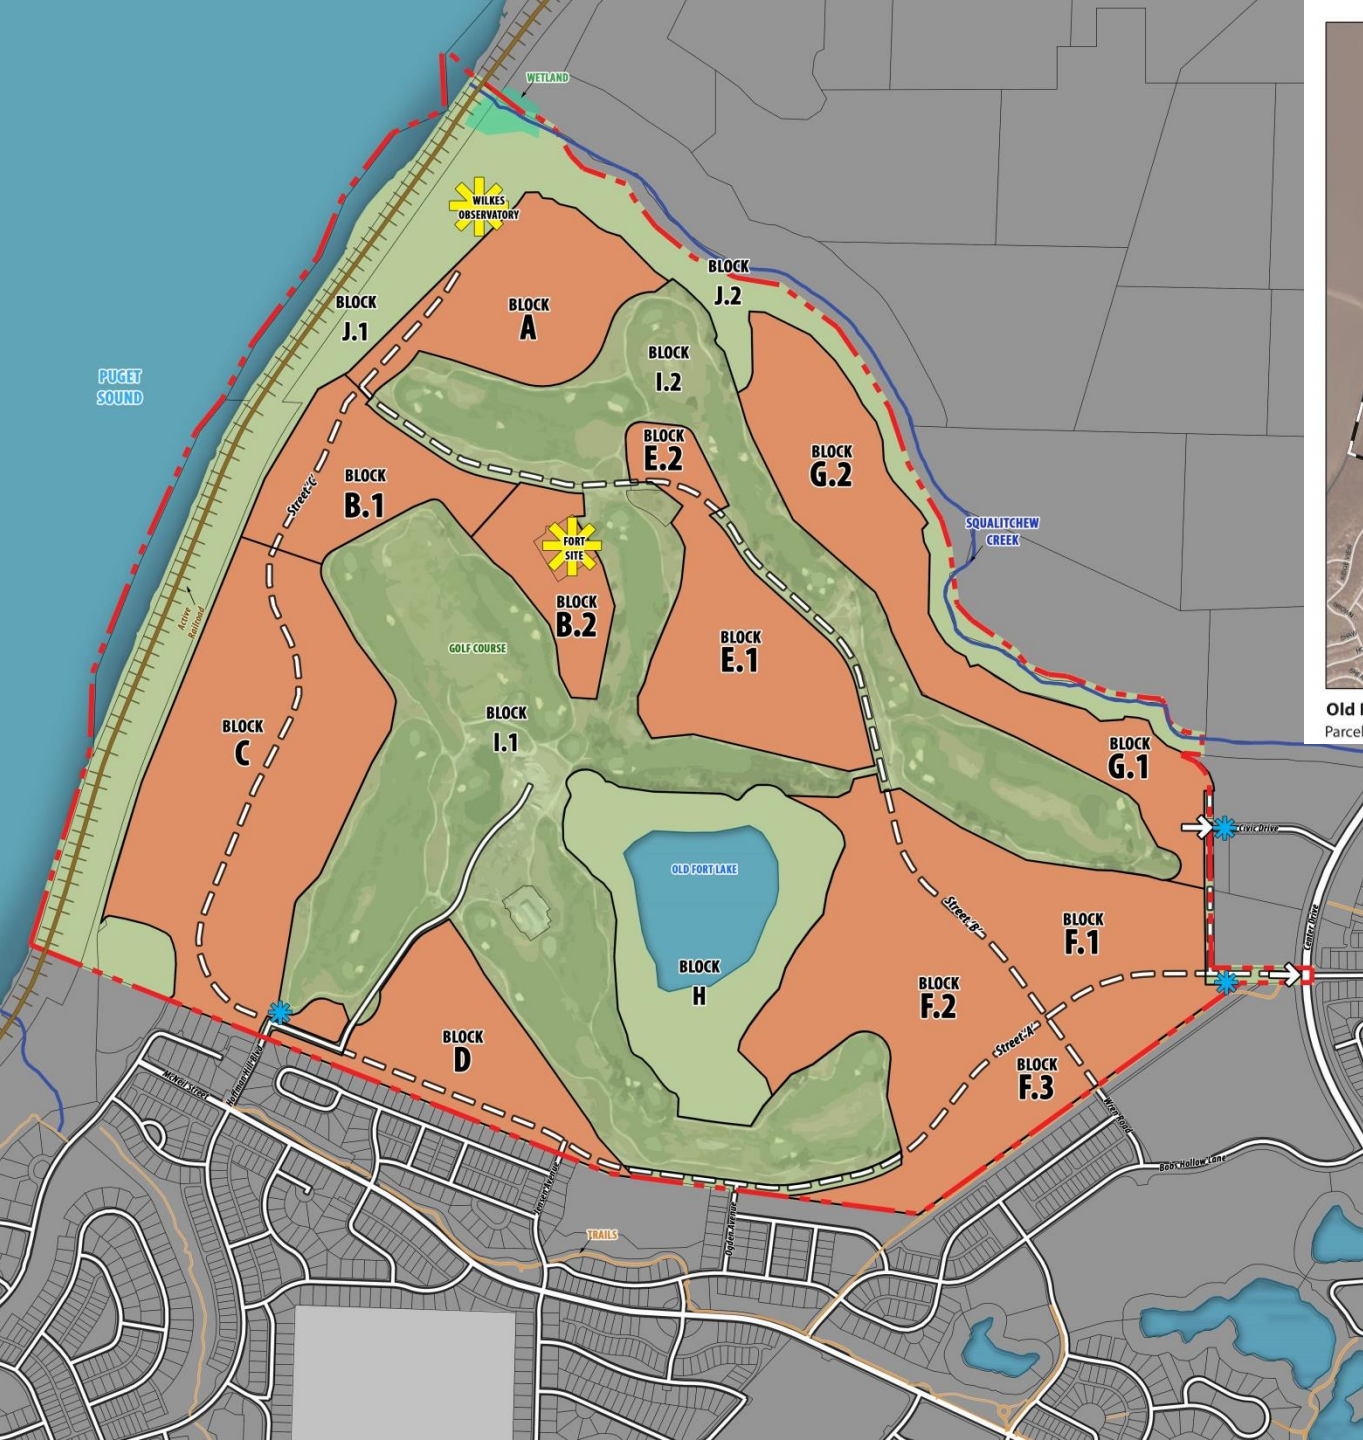 WETLAND
WILKES
OBSERVATORY
BLOCK
J.2
BLOCK
J.1
BLOCK
A
BLOCK
I.2
PUGET
SOUND
BLOCK
E.2
BLOCK
G.2
BLOCK
B.1
Street 'C'
SQUALITCHEW
CREEK
FORT
SITE
BLOCK
B.2
Active
Railroad
BLOCK
E.1
GOLF COURSE
BLOCK
I.1
BLOCK
C
Old
Parcel
BLOCK
G.1
Civic Drive
OLD FORT LAKE
Street 'B'
BLOCK
F.1
Center Drive
BLOCK
H
BLOCK
F.2
BLOCK
D
Street 'A'
BLOCK
F.3
Hoffman Hill Blvd
McNeil Street
Wren Road
Bobs Hollow Lane
Jensen Avenue
Ogden Avenue
TRAILS